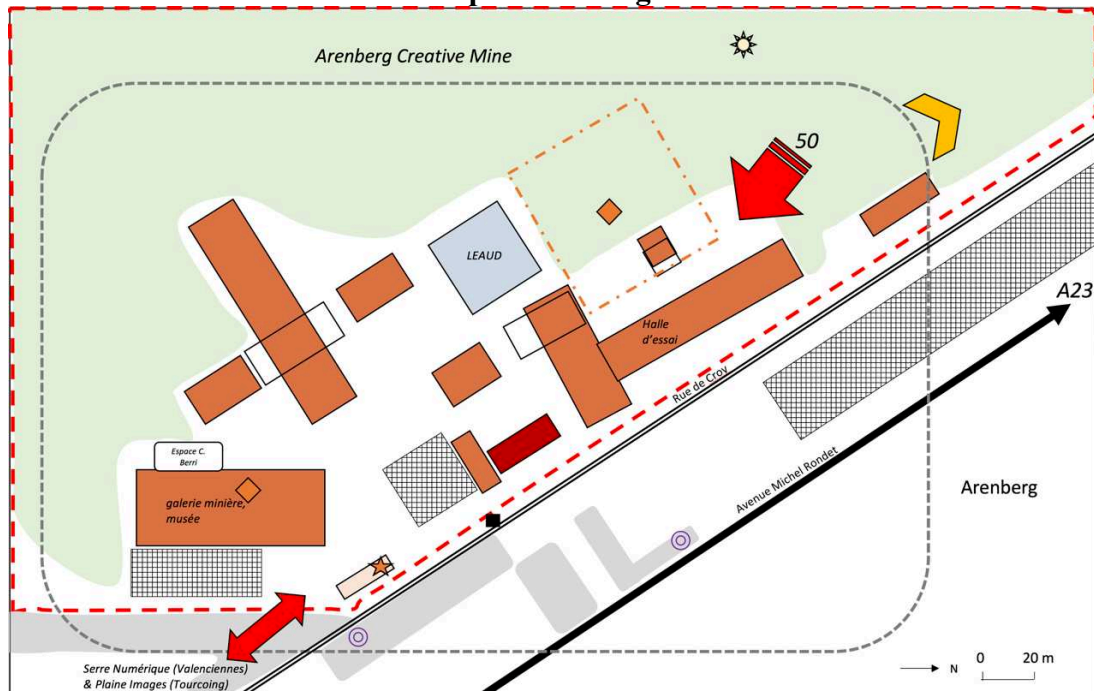 Arenberg Creative Mine
50
LEAUD
A23
Halle
d'essai
Rue de Croy
Espace C.
Berri
galerie minière,
musée
Avenue Michel Rondet
Arenberg
Serre Numérique (Valenciennes)
& Plaine Images (Tourcoing)
N
0 20 m